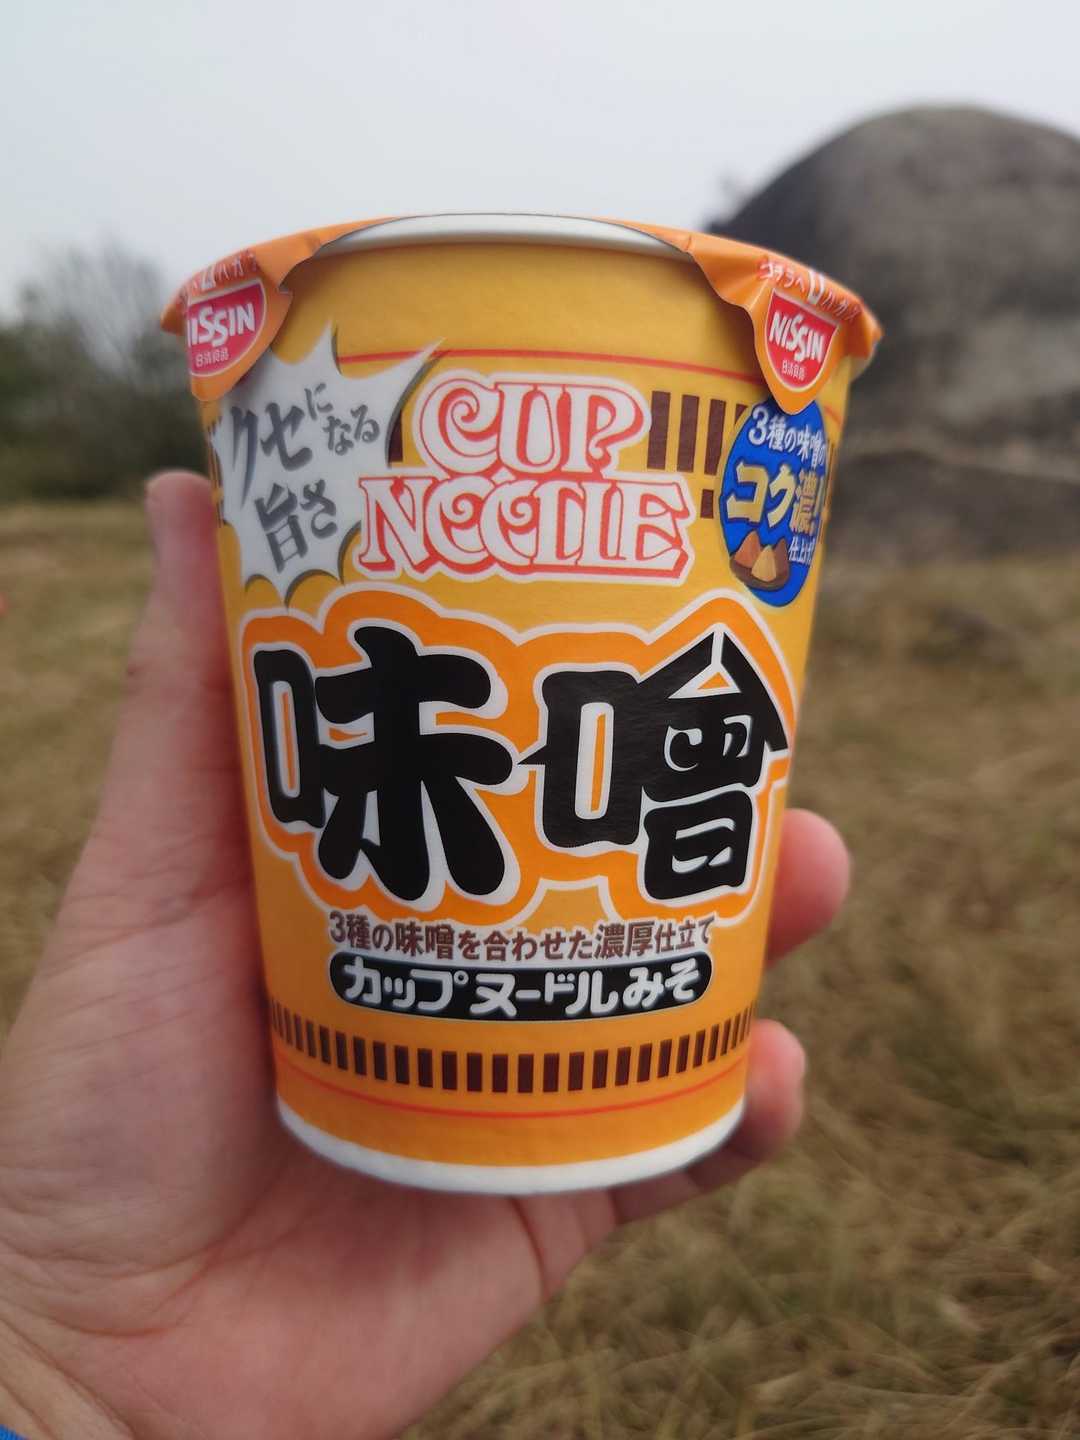 NISSIN
日清食品
NISSIN
日清食品
クセになる
旨さ
CUP
NOODLE
3種の味噌の
コク濃!
仕上げ
味噌
3種の味噌を合わせた濃厚仕立て
カップヌードルみそ